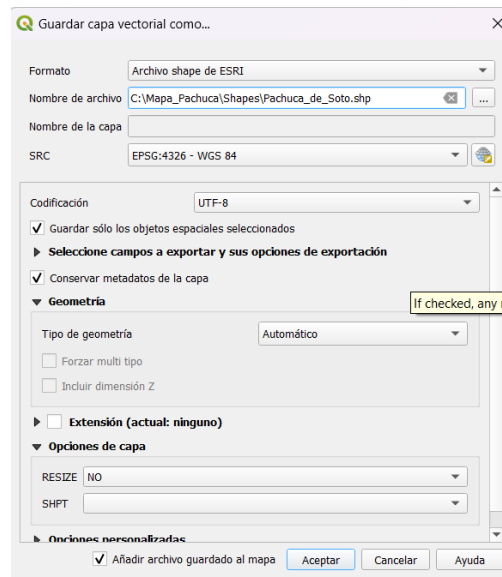 Guardar capa vectorial como...
Formato Archivo shape de ESRI
Nombre de archivo C:\Mapa_Pachuca\Shapes\Pachuca_de_Soto.shp ...
Nombre de la capa
SRC EPSG:4326 - WGS 84
Codificación UTF-8
Guardar sólo los objetos espaciales seleccionados
Seleccione campos a exportar y sus opciones de exportación
Conservar metadatos de la capa
Geometría If checked, any
Tipo de geometría Automático
Forzar multi tipo
Incluir dimensión Z
Extensión (actual: ninguno)
Opciones de capa
RESIZE NO
SHPT
Opciones personalizadas
Añadir archivo guardado al mapa Aceptar Cancelar Ayuda